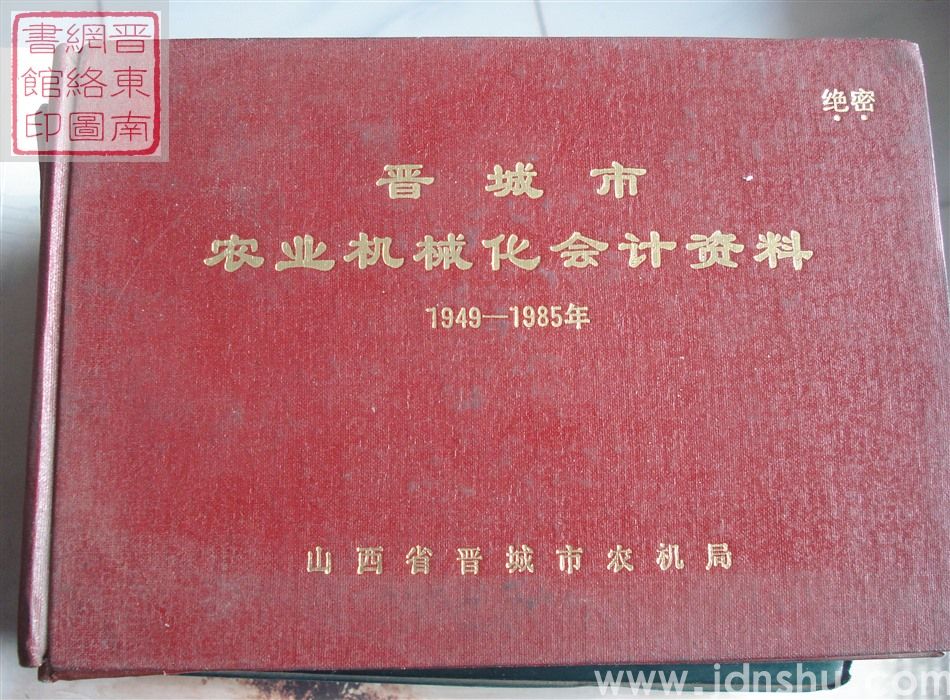 晋東南
網絡圖
書館印
绝密
晋城市
农业机械化会计资料
1949—1985年
山西省晋城市农机局
www.jdnshu.com